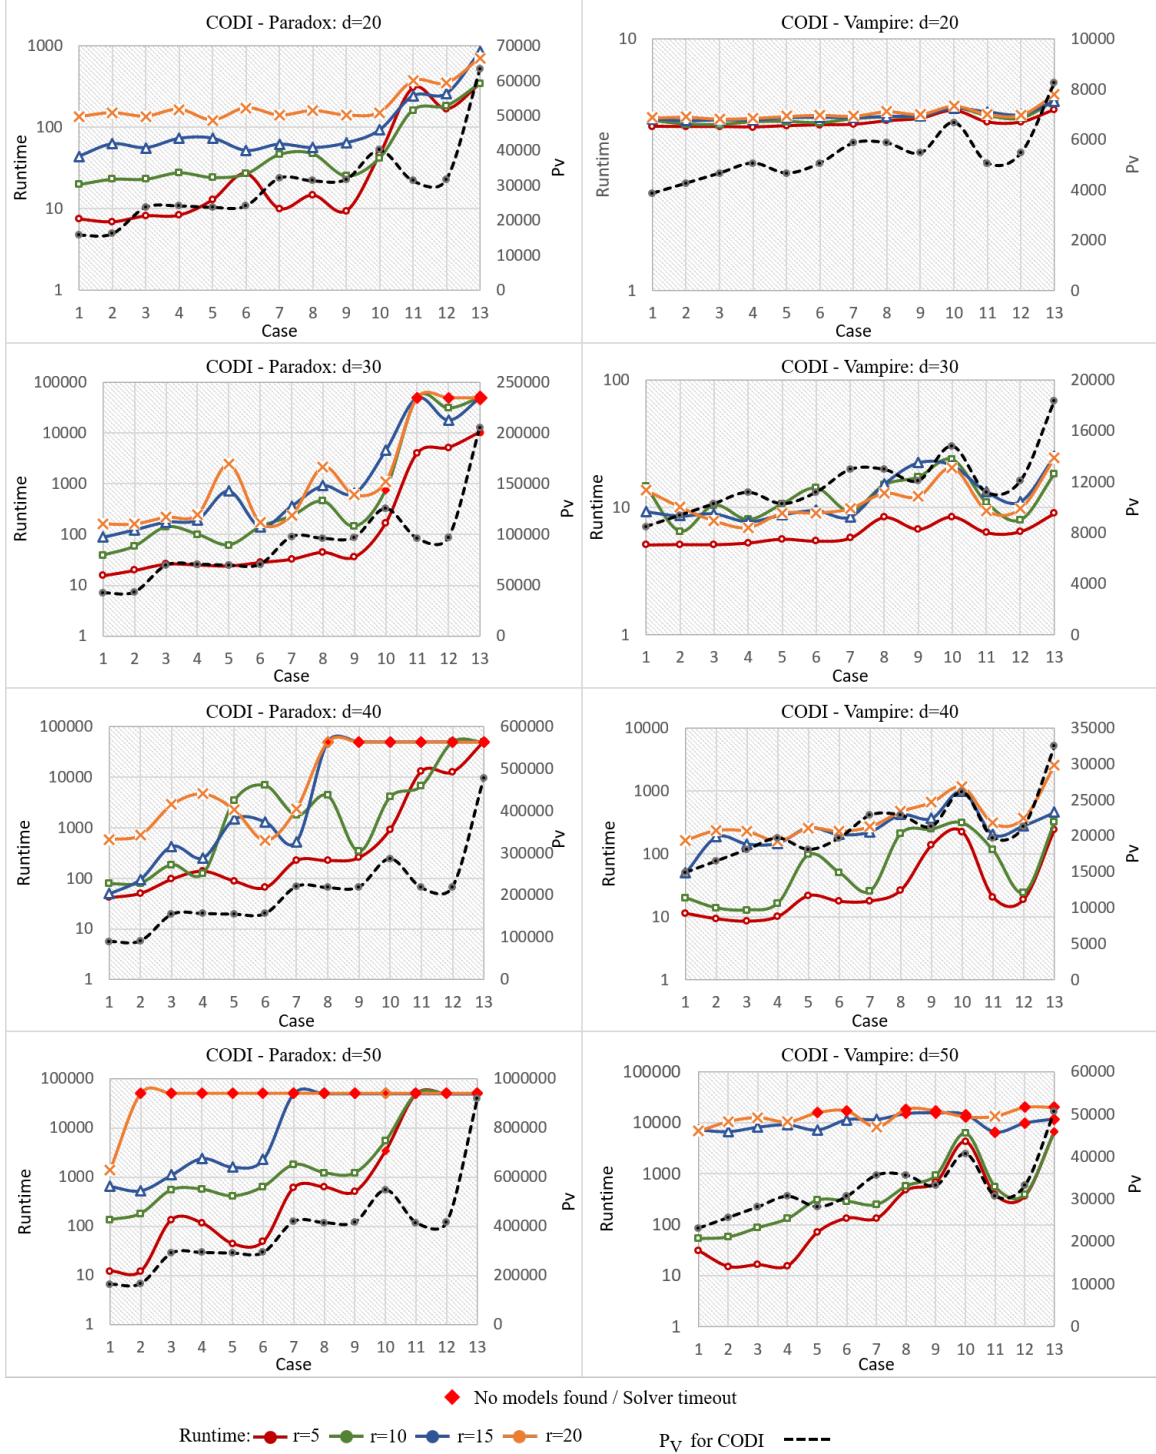 CODI - Paradox: d=20
1000
100
10
1
Runtime
70000
60000
50000
40000
30000
20000
10000
0
Pv
1 2 3 4 5 6 7 8 9 10 11 12 13
Case
CODI - Vampire: d=20
10
1
Runtime
10000
8000
6000
4000
2000
0
Pv
1 2 3 4 5 6 7 8 9 10 11 12 13
Case
CODI - Paradox: d=30
100000
10000
1000
100
10
1
Runtime
250000
200000
150000
100000
50000
0
Pv
1 2 3 4 5 6 7 8 9 10 11 12 13
Case
CODI - Vampire: d=30
100
10
1
Runtime
20000
16000
12000
8000
4000
0
Pv
1 2 3 4 5 6 7 8 9 10 11 12 13
Case
CODI - Paradox: d=40
100000
10000
1000
100
10
1
Runtime
600000
500000
400000
300000
200000
100000
0
Pv
1 2 3 4 5 6 7 8 9 10 11 12 13
Case
CODI - Vampire: d=40
10000
1000
100
10
1
Runtime
35000
30000
25000
20000
15000
10000
5000
0
Pv
1 2 3 4 5 6 7 8 9 10 11 12 13
Case
CODI - Paradox: d=50
100000
10000
1000
100
10
1
Runtime
1000000
800000
600000
400000
200000
0
Pv
1 2 3 4 5 6 7 8 9 10 11 12 13
Case
CODI - Vampire: d=50
100000
10000
1000
100
10
1
Runtime
60000
50000
40000
30000
20000
10000
0
Pv
1 2 3 4 5 6 7 8 9 10 11 12 13
Case
No models found / Solver timeout
Runtime: r=5 r=10 r=15 r=20 PV for CODI